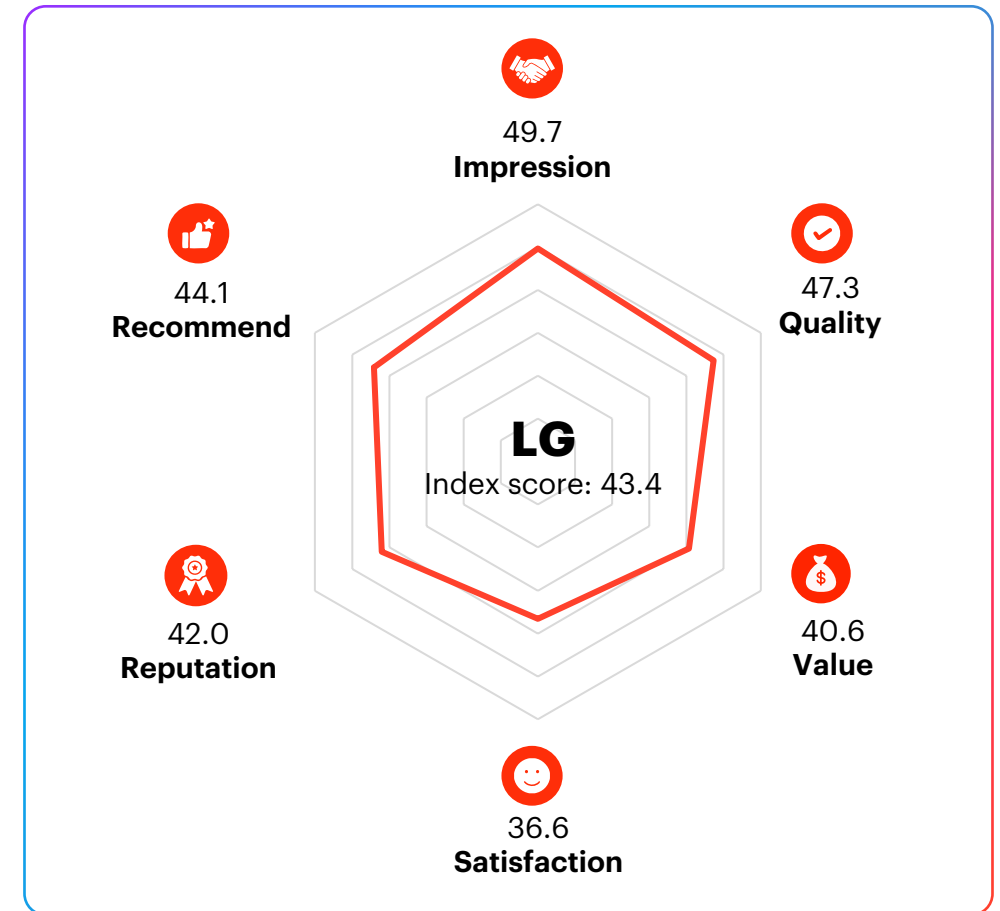 49.7
Impression
44.1
Recommend
47.3
Quality
LG
Index score: 43.4
42.0
Reputation
$
40.6
Value
36.6
Satisfaction